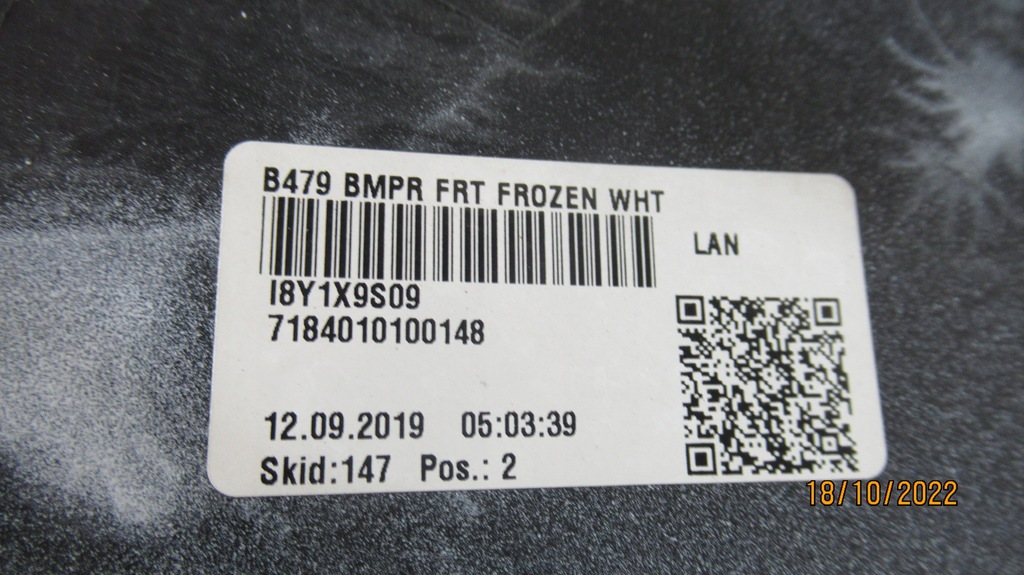 B479 BMPR FRT FROZEN WHT
LAN
I8Y1X9S09
7184010100148
12.09.2019 05:03:39
Skid:147 Pos.: 2
18/10/2022